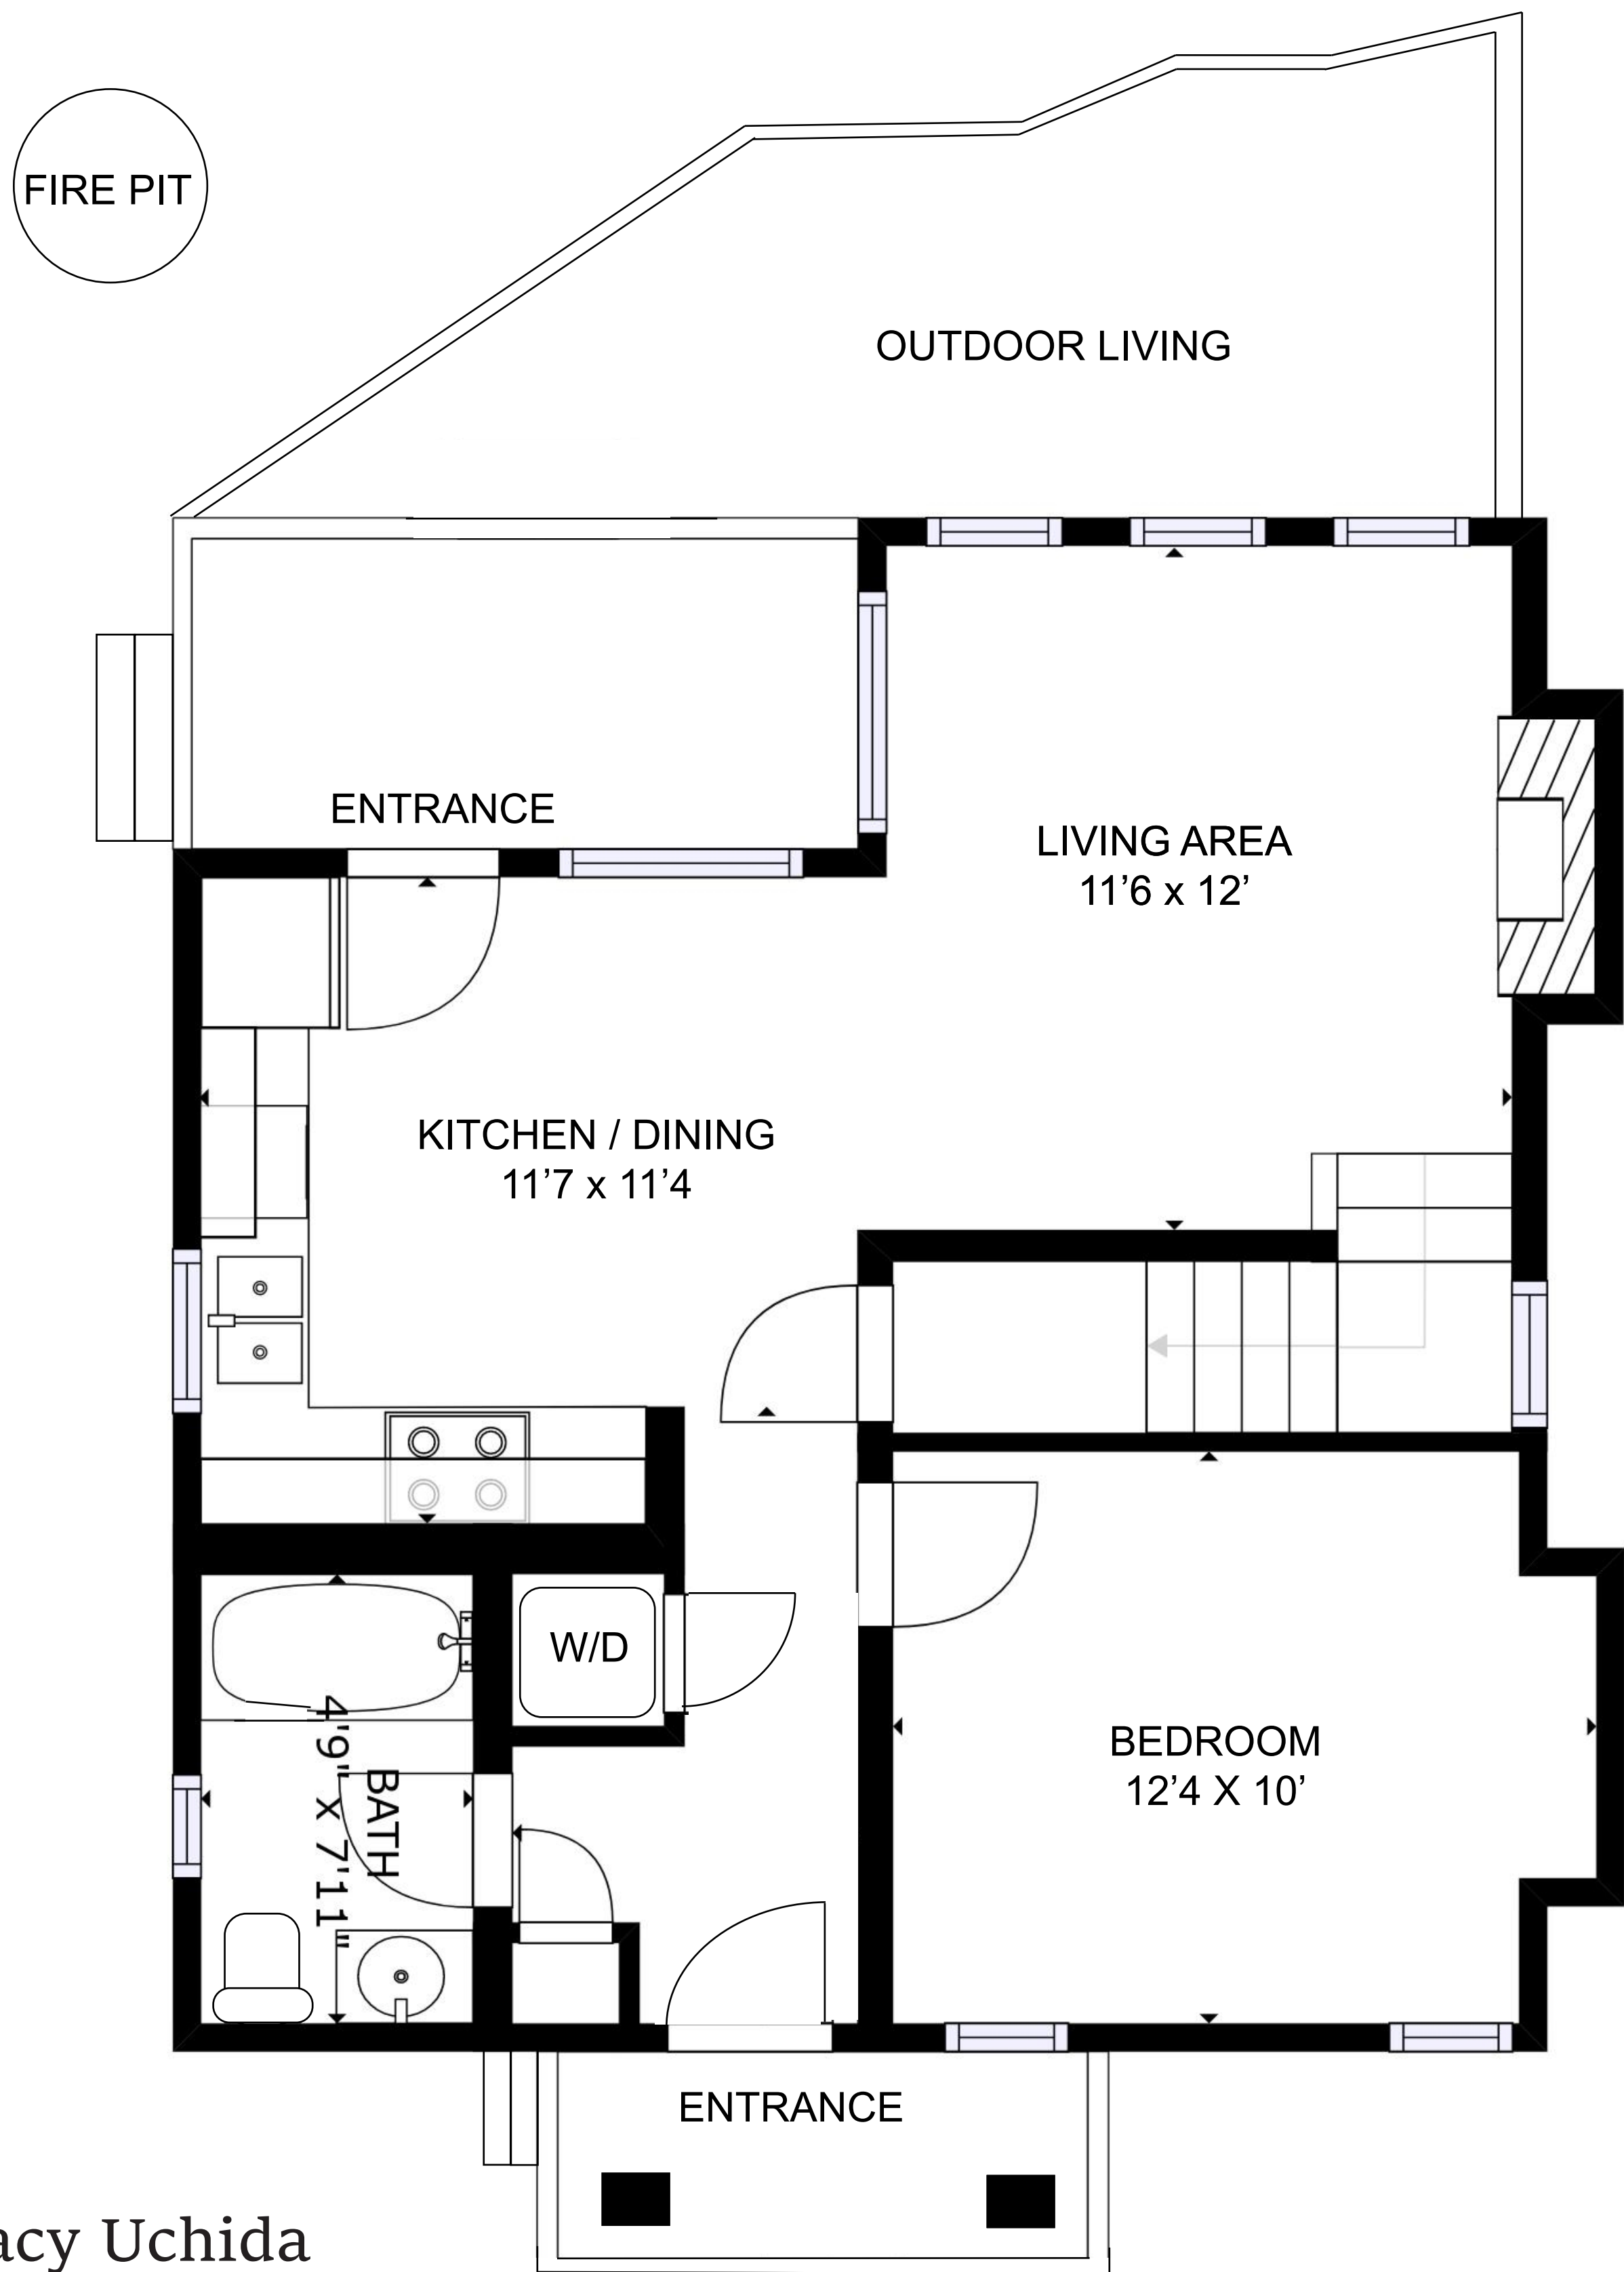 FIRE PIT
OUTDOOR LIVING
ENTRANCE
LIVING AREA
11’6 x 12’
KITCHEN / DINING
11’7 x 11’4
W/D
BEDROOM
12’4 X 10’
BATH
4'9" x 7'11"
ENTRANCE
acy Uchida